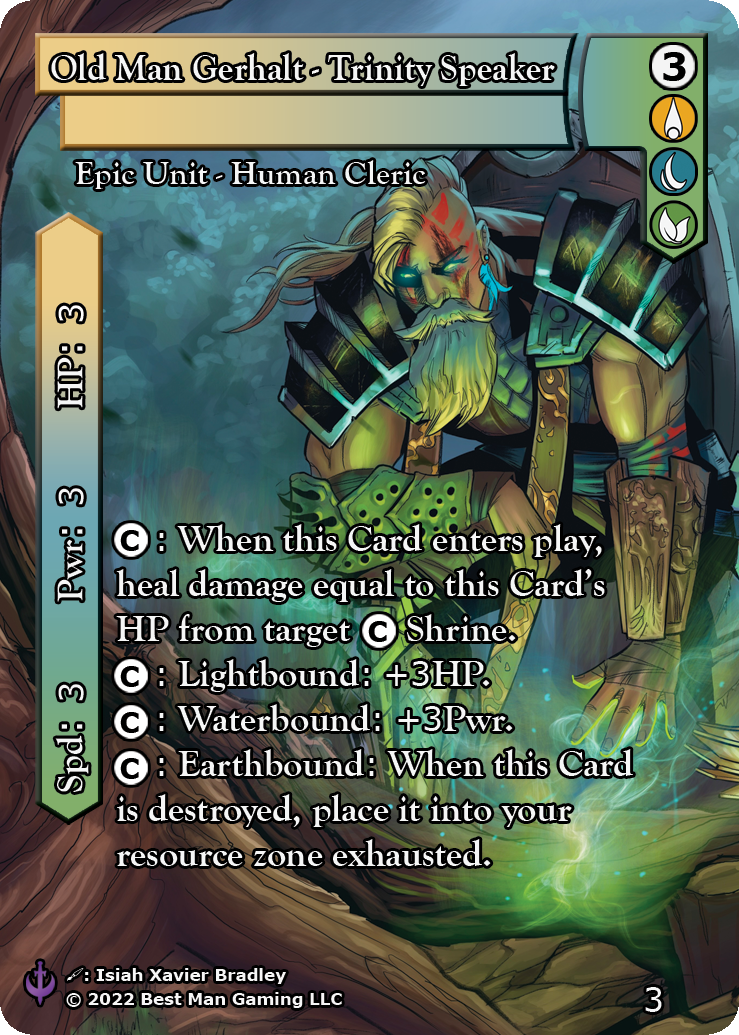 Old Man Gerhalt - Trinity Speaker
3
Epic Unit - Human Cleric
HP: 3
Pwr: 3
Spd: 3
C : When this Card enters play,
heal damage equal to this Card's
HP from target C Shrine.
C : Lightbound: +3HP.
C : Waterbound: +3Pwr.
C : Earthbound: When this Card
is destroyed, place it into your
resource zone exhausted.
: Isiah Xavier Bradley
© 2022 Best Man Gaming LLC
3